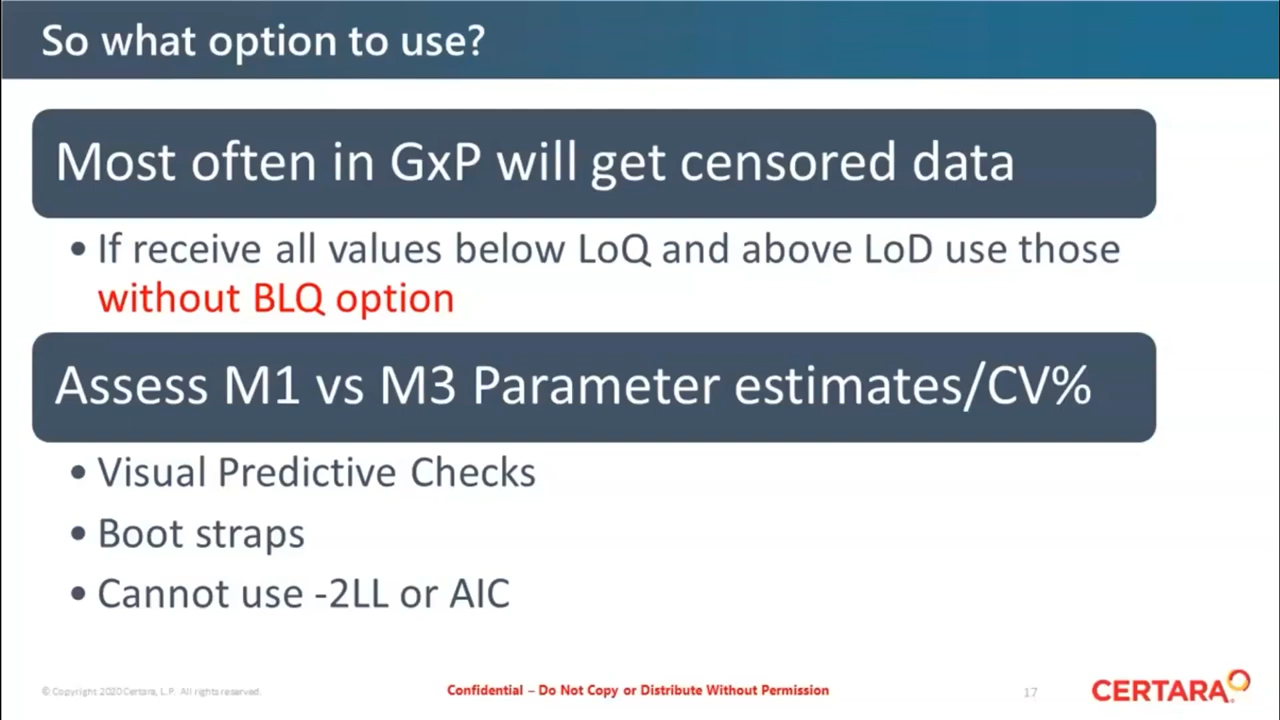 So what option to use?
Most often in GxP will get censored data
• If receive all values below LoQ and above LoD use those
without BLQ option
Assess M1 vs M3 Parameter estimates/CV%
• Visual Predictive Checks
• Boot straps
• Cannot use -2LL or AIC
© Copyright 2020 Certara, L.P. All rights reserved.
Confidential – Do Not Copy or Distribute Without Permission
17
CERTARA